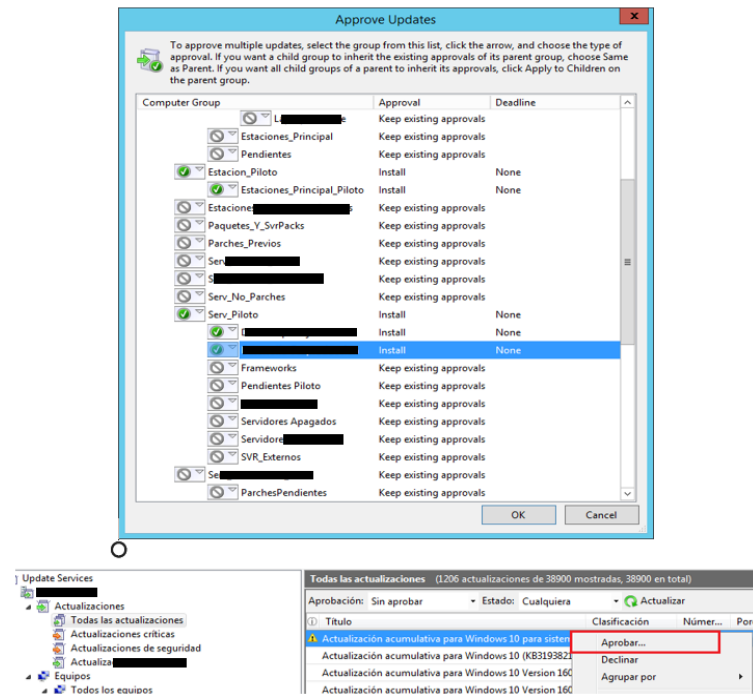 Approve Updates
To approve multiple updates, select the group from this list, click the arrow, and choose the type of
approval. If you want a child group to inherit the existing approvals of its parent group, choose Same
as Parent. If you want all child groups of a parent to inherit its approvals, click Apply to Children on
the parent group.
Computer Group Approval Deadline
Keep existing approvals
Estaciones_Principal Keep existing approvals
Pendientes Keep existing approvals
Estacion_Piloto Install None
Estaciones_Principal_Piloto Install None
Estaciones Keep existing approvals
Paquetes_Y_SvrPacks Keep existing approvals
Parches_Previos Keep existing approvals
Serv Keep existing approvals
S Keep existing approvals
Serv_No_Parches Keep existing approvals
Serv_Piloto Install None
Install None
Install None
Frameworks Keep existing approvals
Pendientes Piloto Keep existing approvals
Keep existing approvals
Servidores Apagados Keep existing approvals
Servidore Keep existing approvals
SVR_Externos Keep existing approvals
Se Keep existing approvals
ParchesPendientes Keep existing approvals
OK Cancel
Update Services
Actualizaciones
Todas las actualizaciones
Actualizaciones críticas
Actualizaciones de seguridad
Actualiza
Equipos
Todos los equipos
Todas las actualizaciones (1206 actualizaciones de 38900 mostradas, 38900 en total)
Aprobación: Sin aprobar Estado: Cualquiera Actualizar
Título Clasificación Númer... Por
Actualización acumulativa para Windows 10 para sisten
Actualización acumulativa para Windows 10 (KB3193821
Actualización acumulativa para Windows 10 Version 160
Actualización acumulativa para Windows 10 Version 160
Aprobar...
Declinar
Agrupar por